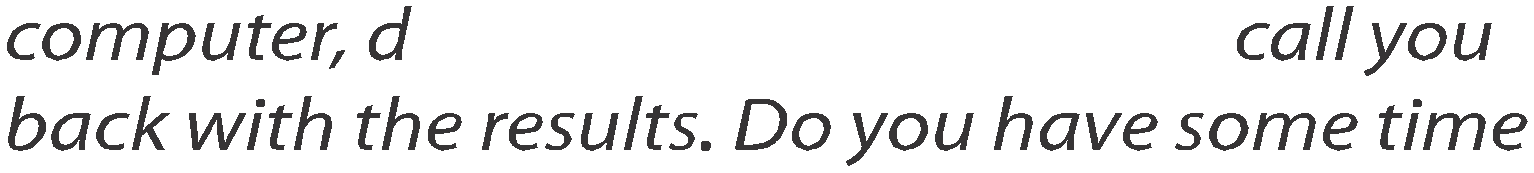 computer, d call you
back with the results. Do you have some time